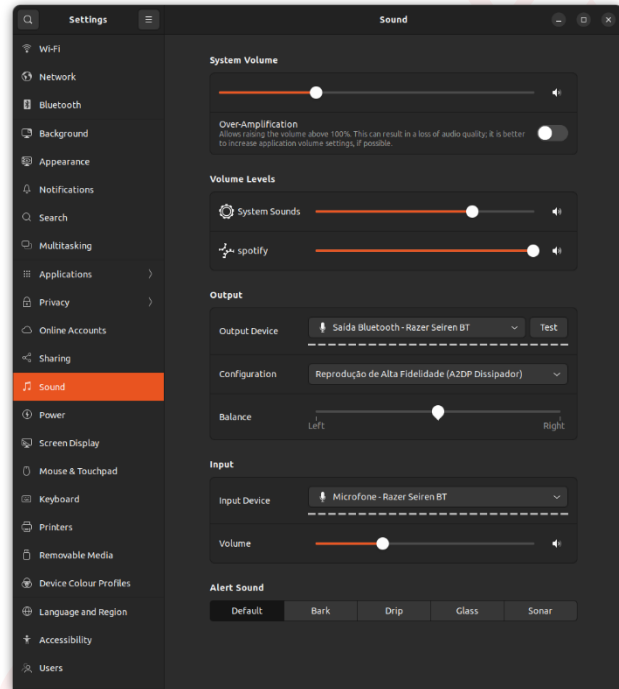 Settings
Sound
Wi-Fi
Network
Bluetooth
Background
Appearance
Notifications
Search
Multitasking
Applications
Privacy
Online Accounts
Sharing
Sound
Power
Screen Display
Mouse & Touchpad
Keyboard
Printers
Removable Media
Device Colour Profiles
Language and Region
Accessibility
Users
System Volume
Over-Amplification
Allows raising the volume above 100%. This can result in a loss of audio quality; it is better
to increase application volume settings, if possible.
Volume Levels
System Sounds
spotify
Output
Output Device
Saída Bluetooth - Razer Seiren BT
Test
Configuration
Reprodução de Alta Fidelidade (A2DP Dissipador)
Balance
Left
Right
Input
Input Device
Microfone - Razer Seiren BT
Volume
Alert Sound
Default
Bark
Drip
Glass
Sonar